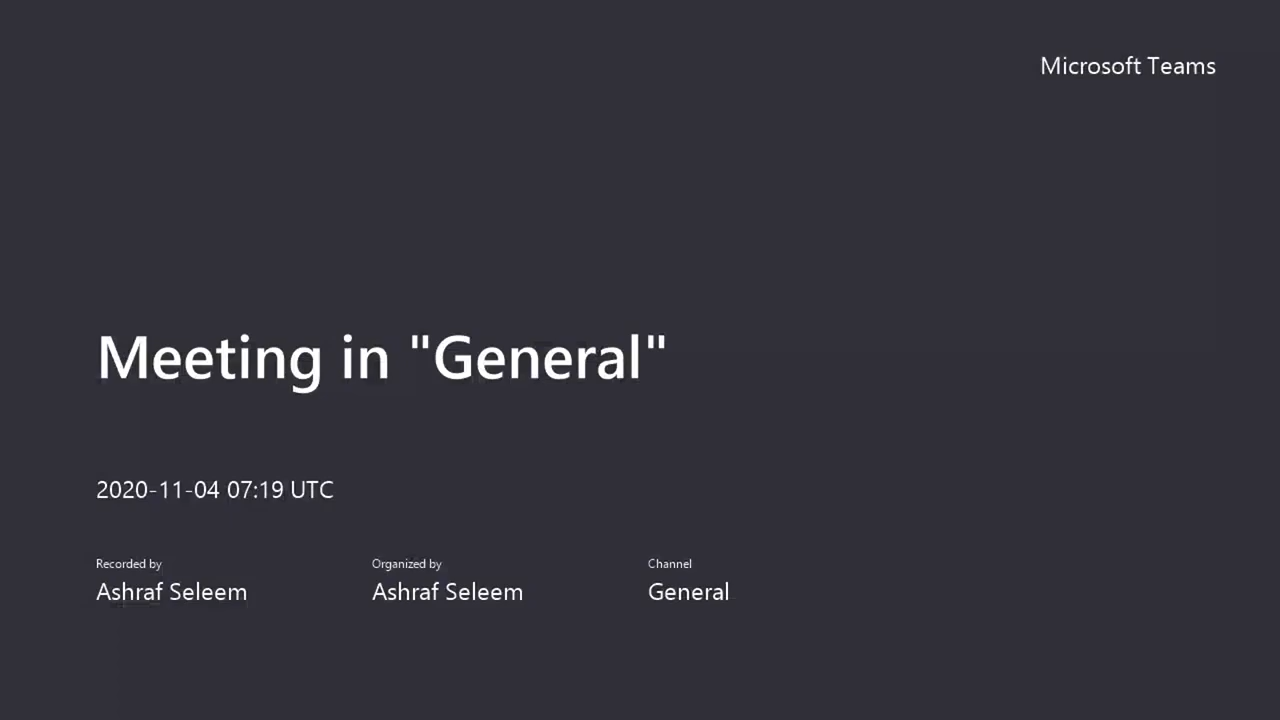 Microsoft Teams
Meeting in "General"
2020-11-04 07:19 UTC
Recorded by
Ashraf Seleem
Organized by
Ashraf Seleem
Channel
General